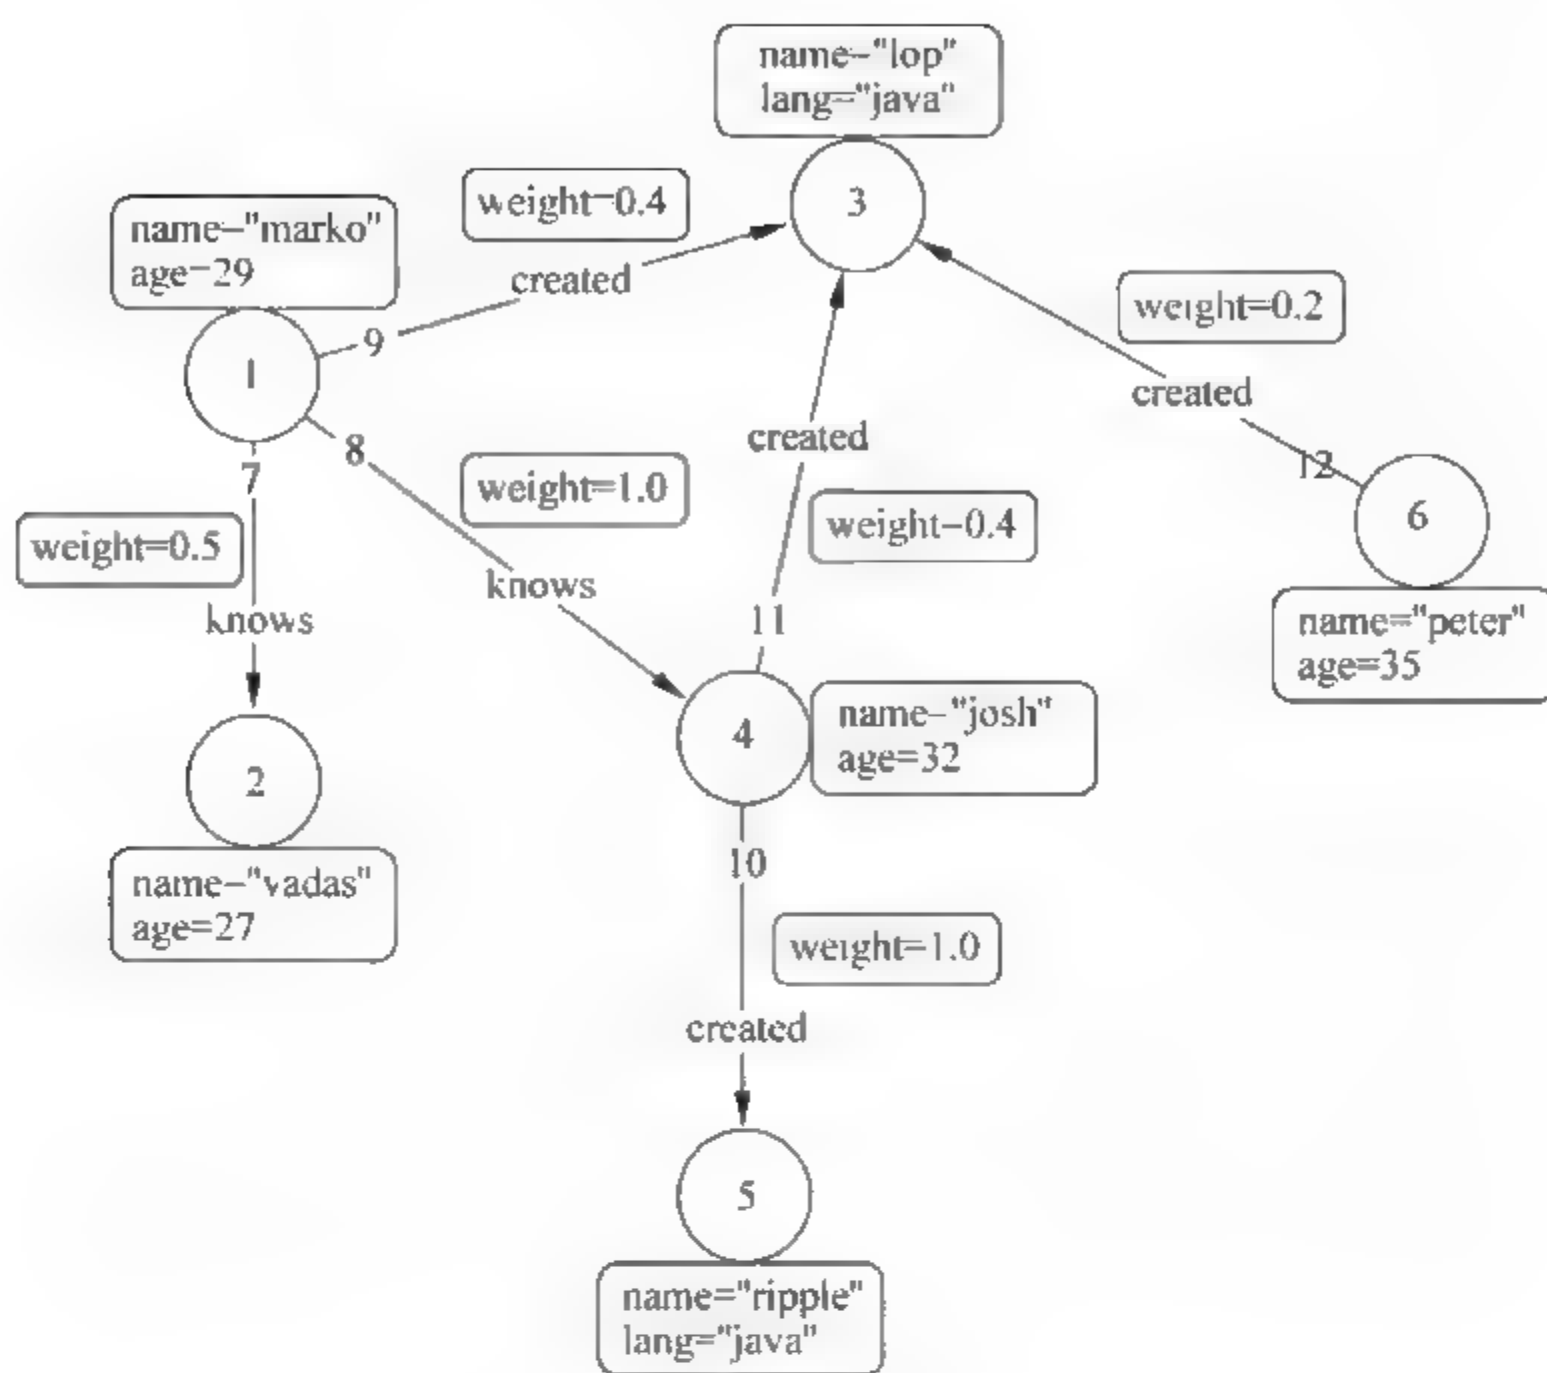 name="lop"
lang="java"
3
weight=0.4
name="marko"
age=29
created
9
1
weight=0.2
created
8
7
created
12
weight=1.0
weight=0.4
6
weight=0.5
knows
knows
11
name="peter"
age=35
4
name="josh"
age=32
2
10
name="vadas"
age=27
weight=1.0
created
5
name="ripple"
lang="java"